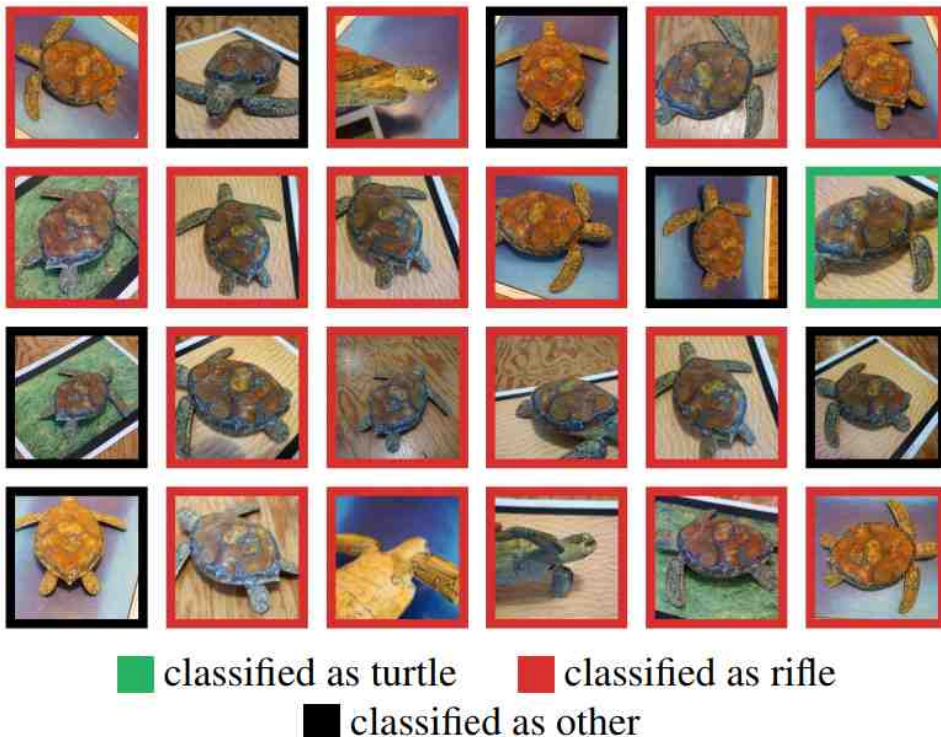 classified as turtle classified as rifle
classified as other